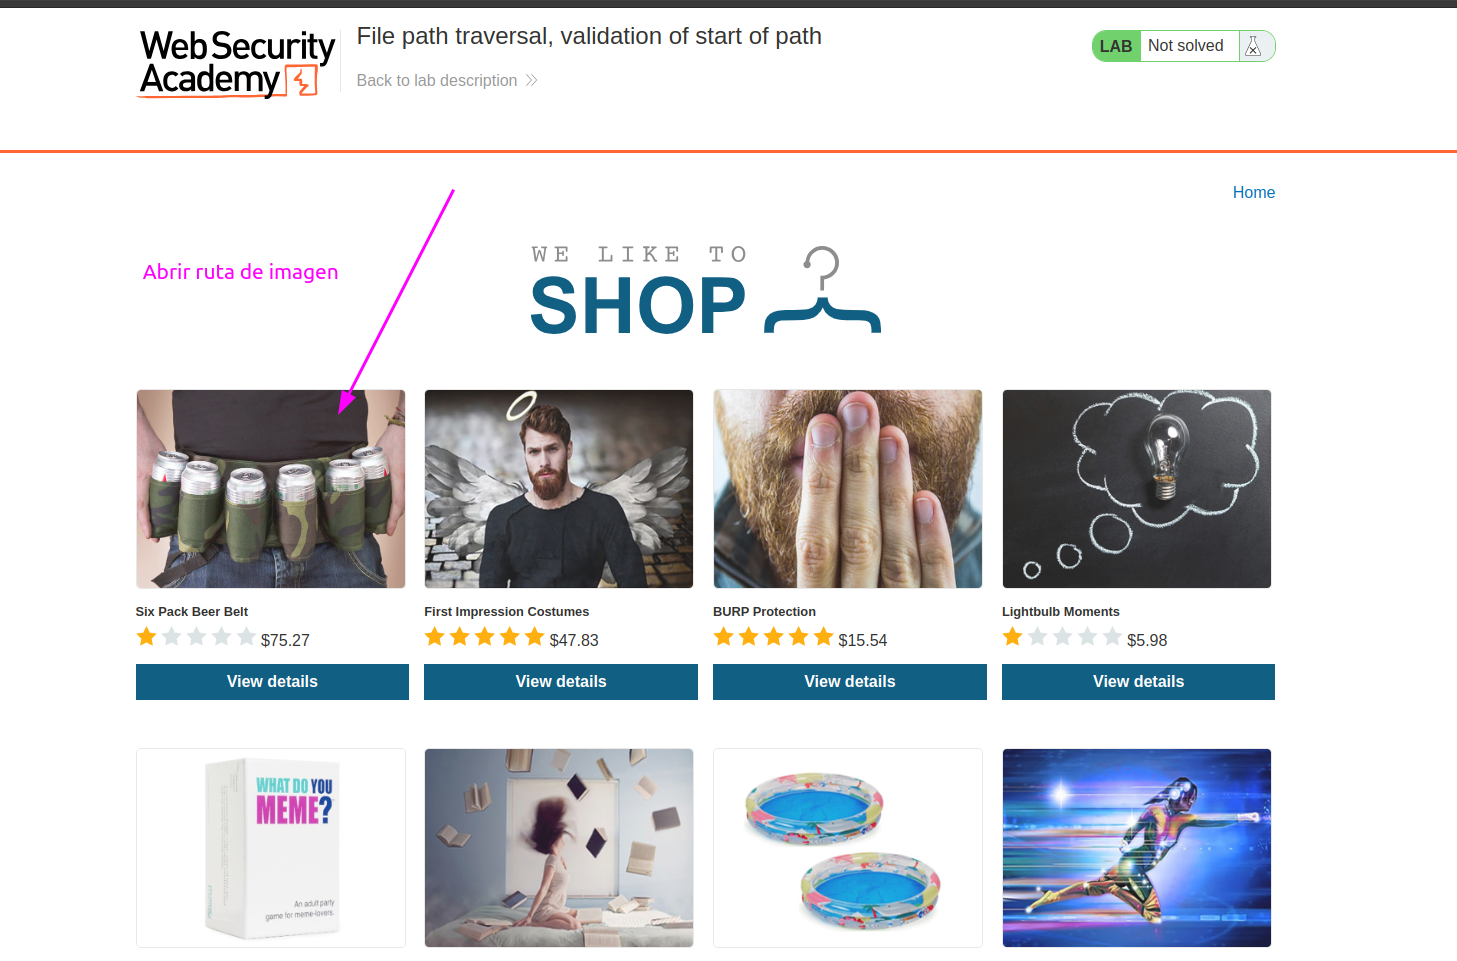 Web Security
Academy
File path traversal, validation of start of path
Back to lab description
LAB Not solved
Home
Abrir ruta de imagen
WE LIKE TO
SHOP
Six Pack Beer Belt
$75.27
View details
First Impression Costumes
$47.83
View details
BURP Protection
$15.54
View details
Lightbulb Moments
$5.98
View details
WHAT DO YOU
MEME?
An adult party
game for meme-lovers.